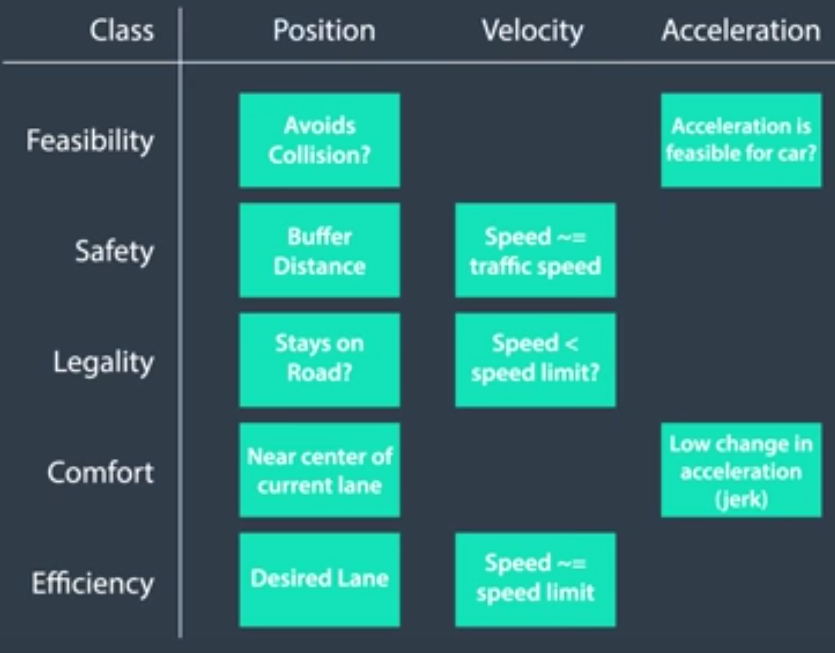 Class Position Velocity Acceleration
Feasibility
Avoids
Collision?
Acceleration is
feasible for car?
Safety
Buffer
Distance
Speed ~=
traffic speed
Legality
Stays on
Road?
Speed <
speed limit?
Comfort
Near center of
current lane
Low change in
acceleration
(jerk)
Efficiency
Desired Lane
Speed ~=
speed limit